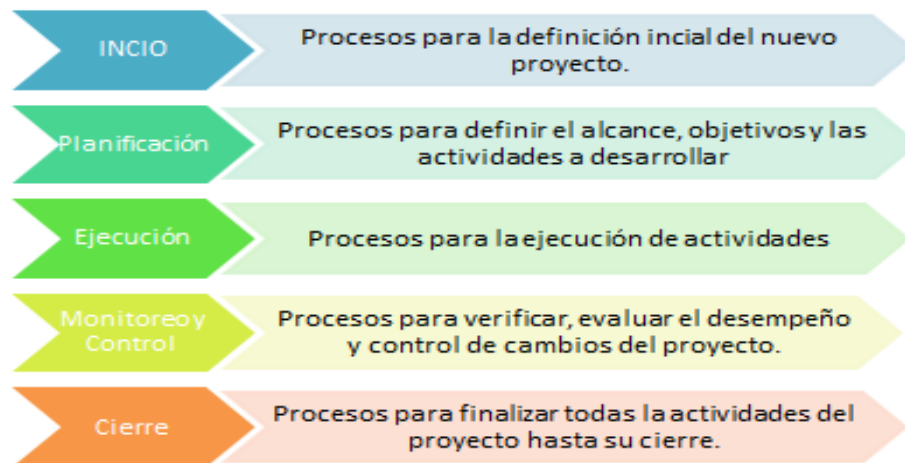 INCIO
Procesos para la definición incial del nuevo
proyecto.
Planificación
Procesos para definir el alcance, objetivos y las
actividades a desarrollar
Ejecución
Procesos para la ejecución de actividades
Monitoreo y
Control
Procesos para verificar, evaluar el desempeño
y control de cambios del proyecto.
Cierre
Procesos para finalizar todas la actividades del
proyecto hasta su cierre.